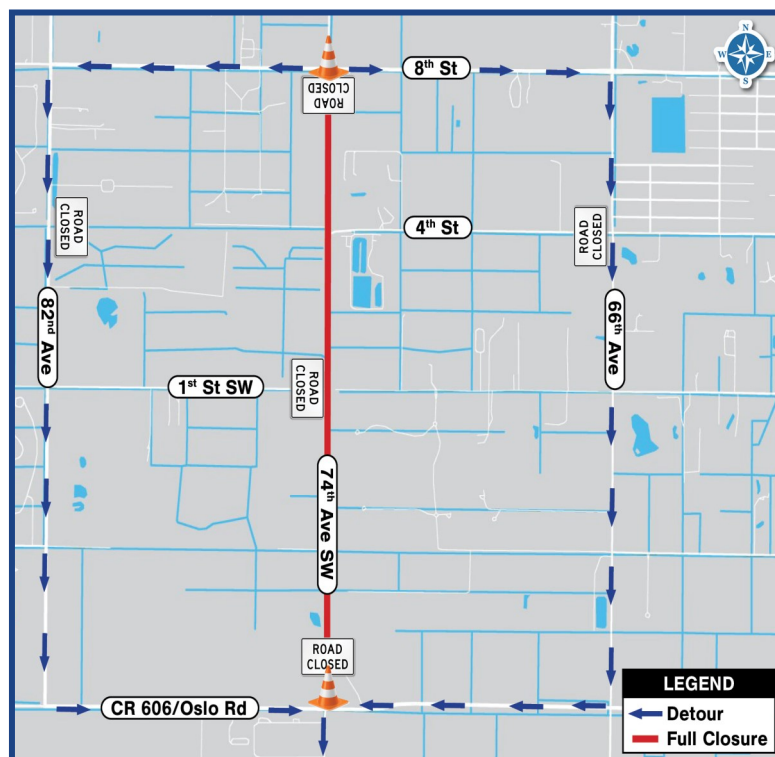 N
W E
S
8th St
ROAD
CLOSED
ROAD
CLOSED
4th St
ROAD
CLOSED
82nd Ave
66th Ave
1st St SW
ROAD
CLOSED
74th Ave SW
ROAD
CLOSED
CR 606/Oslo Rd
LEGEND
Detour
Full Closure